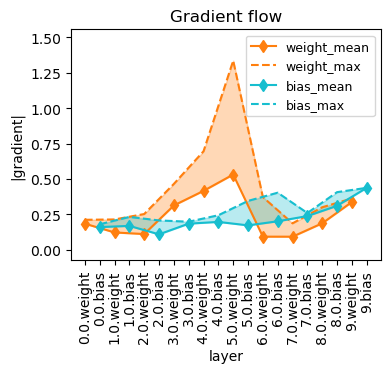 Gradient flow
1.50
1.25
1.00
0.75
0.50
0.25
0.00
|gradient|
weight_mean
weight_max
bias_mean
bias_max
0.0.weight
0.0.bias
1.0.weight
1.0.bias
2.0.weight
2.0.bias
3.0.weight
3.0.bias
4.0.weight
4.0.bias
5.0.weight
5.0.bias
6.0.weight
6.0.bias
7.0.weight
7.0.bias
8.0.weight
8.0.bias
9.weight
9.bias
layer